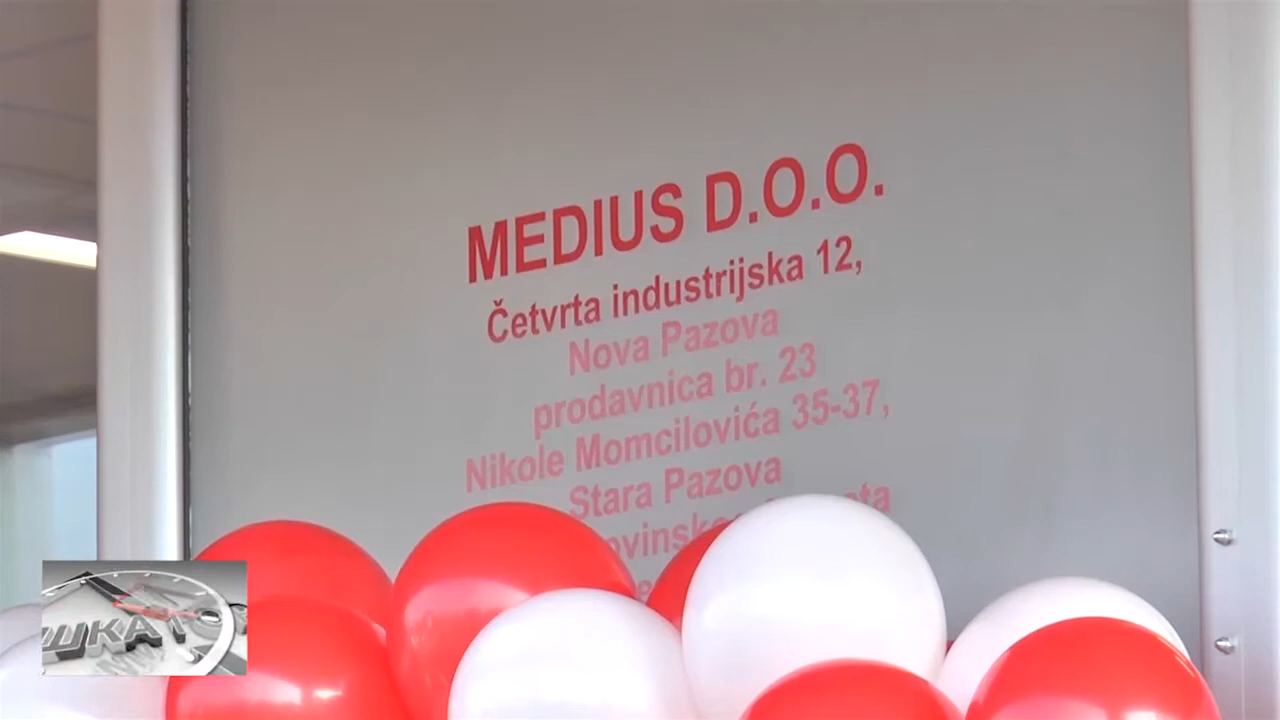 MEDIUS D.O.O.
Četvrta industrijska 12,
Nova Pazova
prodavnica br. 23
Nikole Momcilovića 35-37,
Stara Pazova